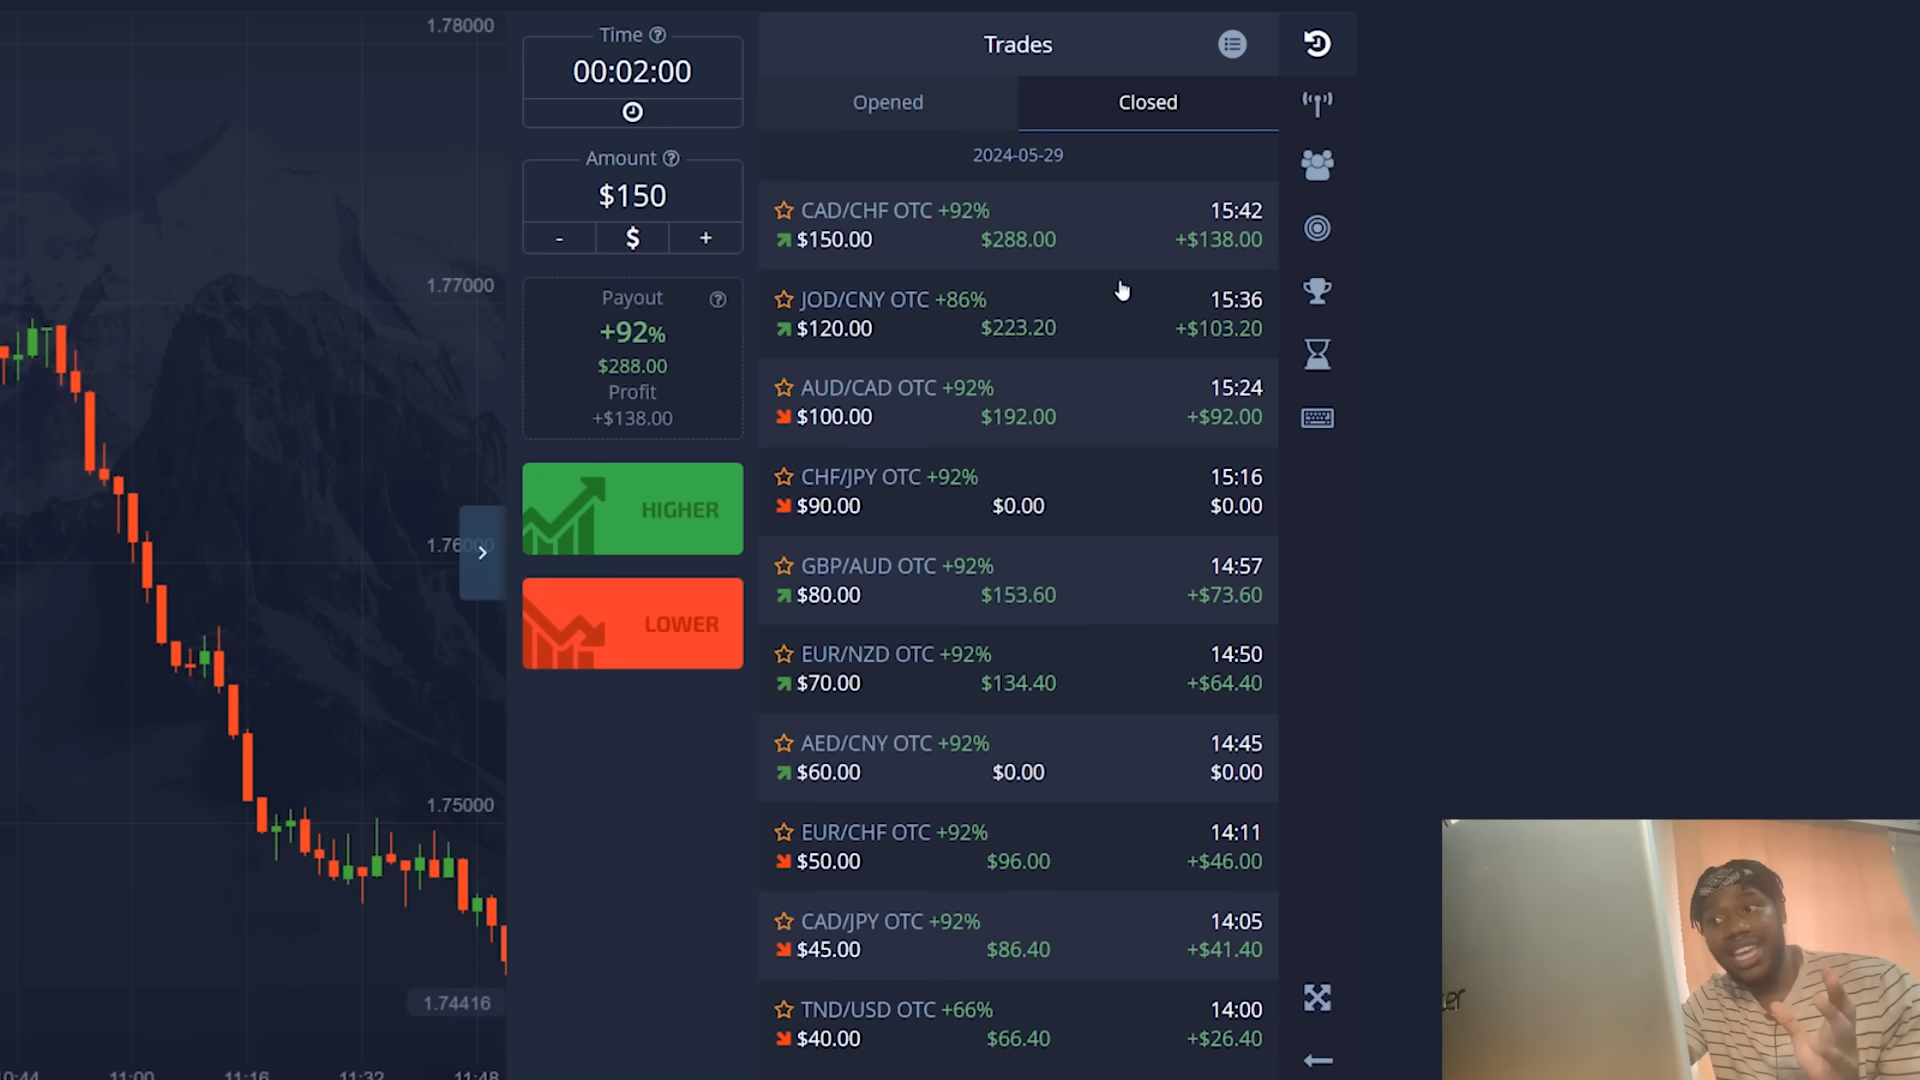 1.78000
1.77000
1.75000
1.74416
11:00
11:16
11:32
11:48
Time
00:02:00
Amount
$150
- $ +
Payout
+92%
$288.00
Profit
+$138.00
HIGHER
LOWER
Trades
Opened
Closed
2024-05-29
CAD/CHF OTC +92% 15:42
$150.00 $288.00 +$138.00
JOD/CNY OTC +86% 15:36
$120.00 $223.20 +$103.20
AUD/CAD OTC +92% 15:24
$100.00 $192.00 +$92.00
CHF/JPY OTC +92% 15:16
$90.00 $0.00 $0.00
GBP/AUD OTC +92% 14:57
$80.00 $153.60 +$73.60
EUR/NZD OTC +92% 14:50
$70.00 $134.40 +$64.40
AED/CNY OTC +92% 14:45
$60.00 $0.00 $0.00
EUR/CHF OTC +92% 14:11
$50.00 $96.00 +$46.00
CAD/JPY OTC +92% 14:05
$45.00 $86.40 +$41.40
TND/USD OTC +66% 14:00
$40.00 $66.40 +$26.40